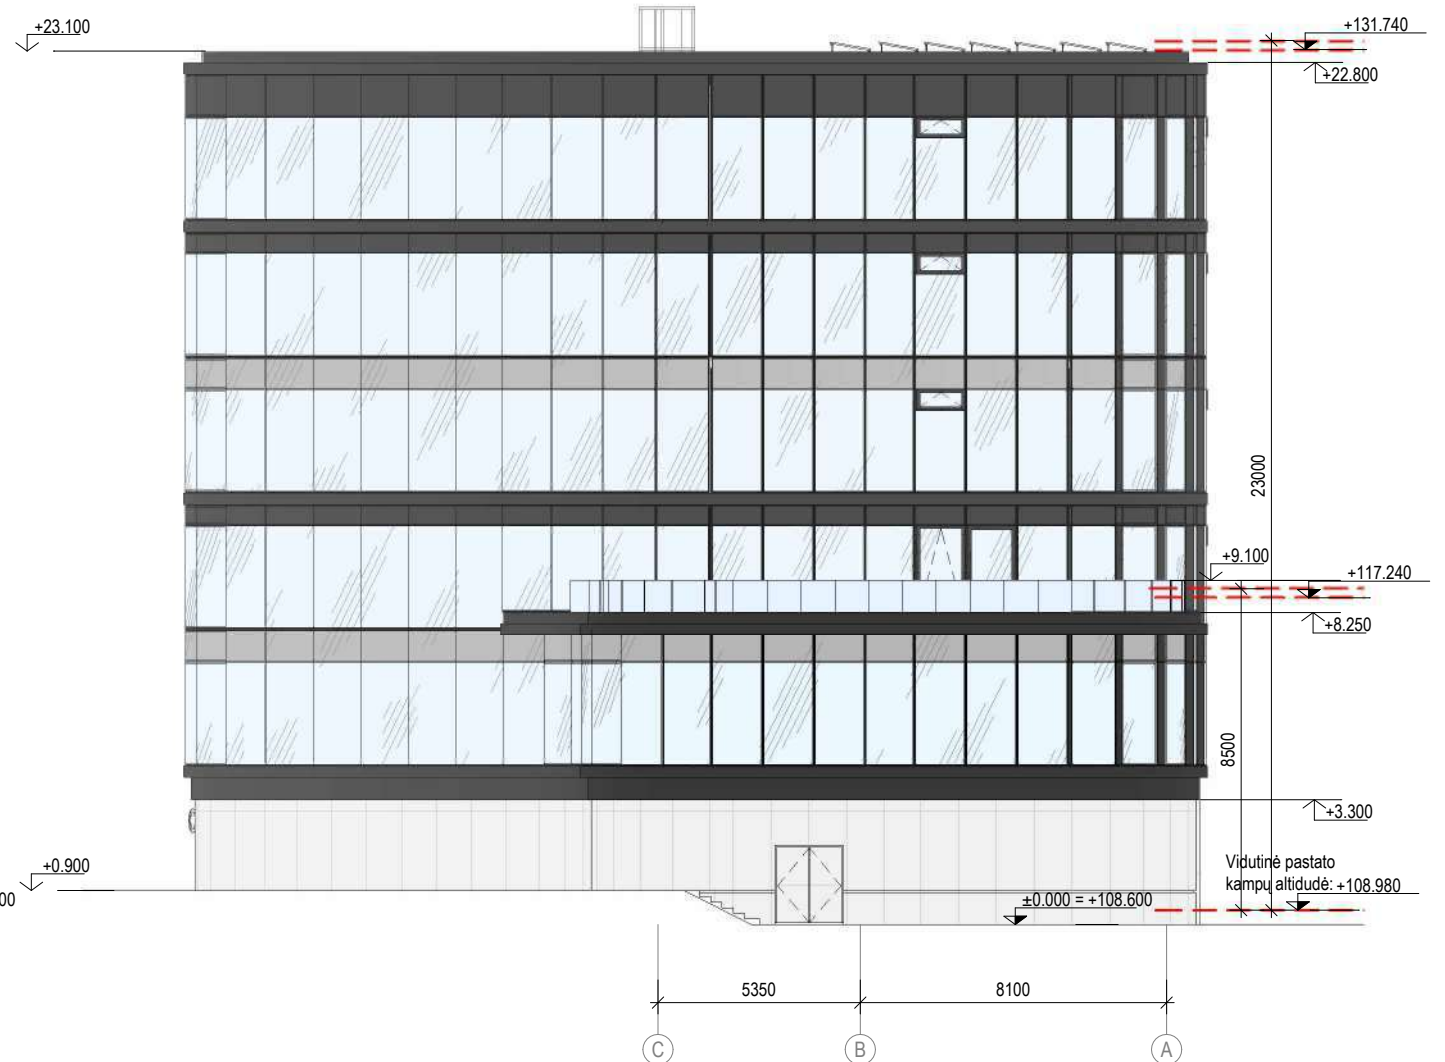 +23.100
+131.740
+22.800
23000
+9.100
+117.240
+8.250
8500
+3.300
Vidutinė pastato
kampų altidudė: +108.980
+0.900
00
±0.000 = +108.600
5350
8100
C
B
A